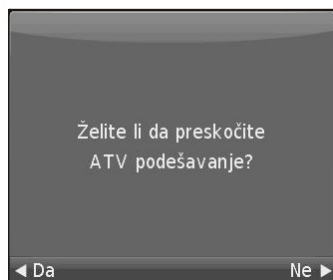 Želite li da preskočite
ATV podešavanje?
◀ Da Ne ▶